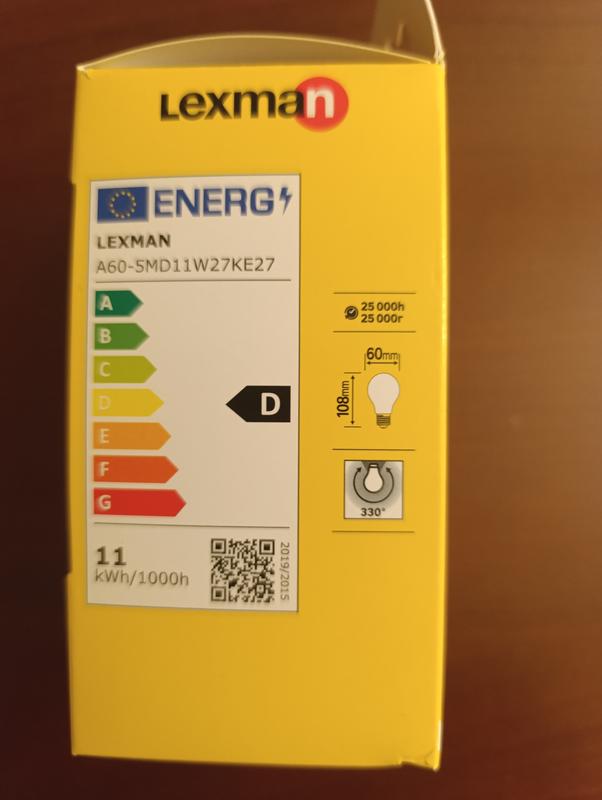 Lexman
ENERG
LEXMAN
A60-5MD11W27KE27
A
B
C
D
D
E
F
G
11
kWh/1000h
2019/2015
25 000h
25 000г
60mm
108mm
330°